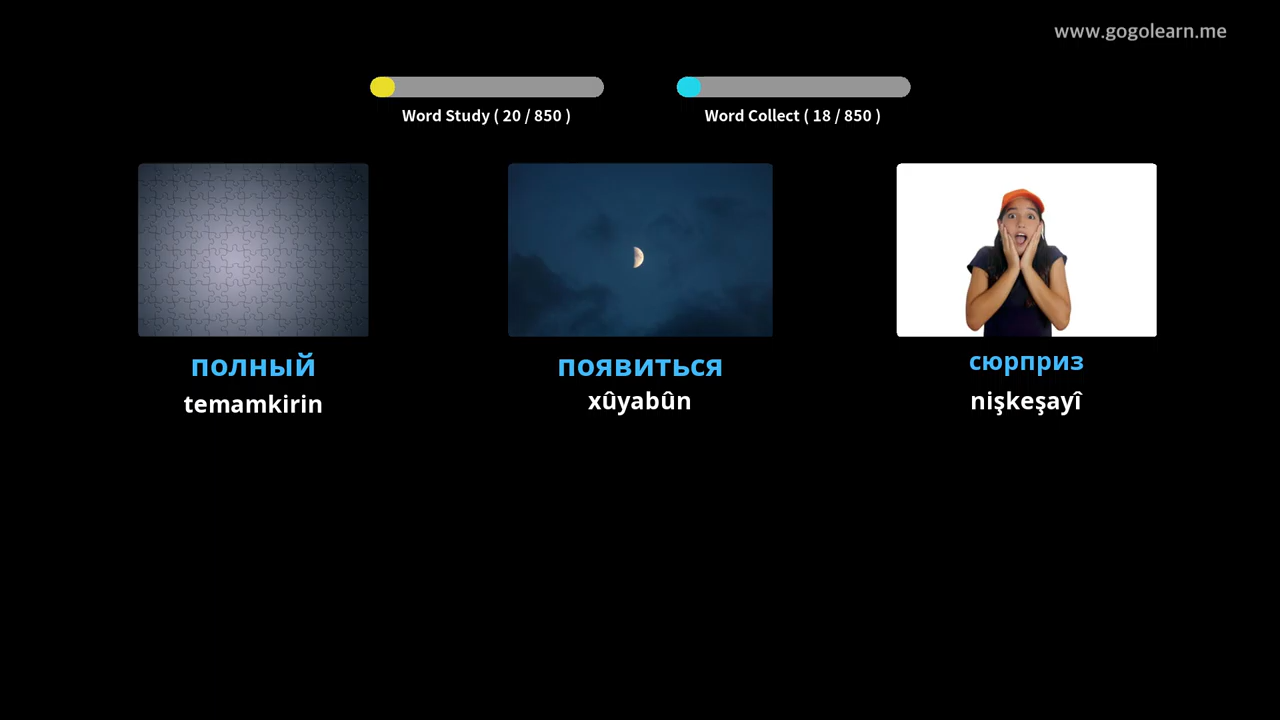 www.gogolearn.me
Word Study ( 20 / 850 )
Word Collect ( 18 / 850 )
полный
temamkirin
появиться
xûyabûn
сюрприз
nişkeşayî